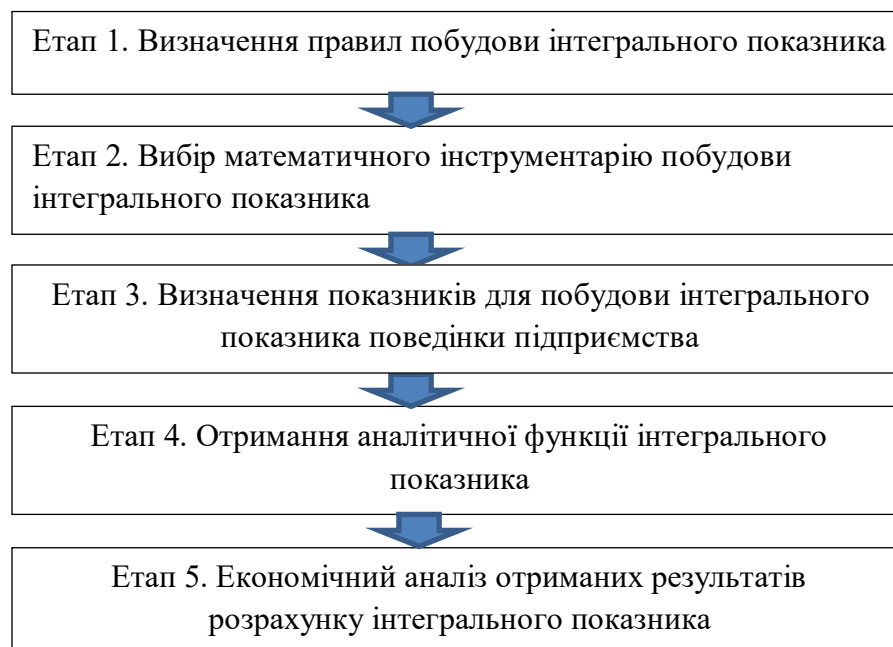 Етап 1. Визначення правил побудови інтегрального показника
Етап 2. Вибір математичного інструментарію побудови
інтегрального показника
Етап 3. Визначення показників для побудови інтегрального
показника поведінки підприємства
Етап 4. Отримання аналітичної функції інтегрального
показника
Етап 5. Економічний аналіз отриманих результатів
розрахунку інтегрального показника